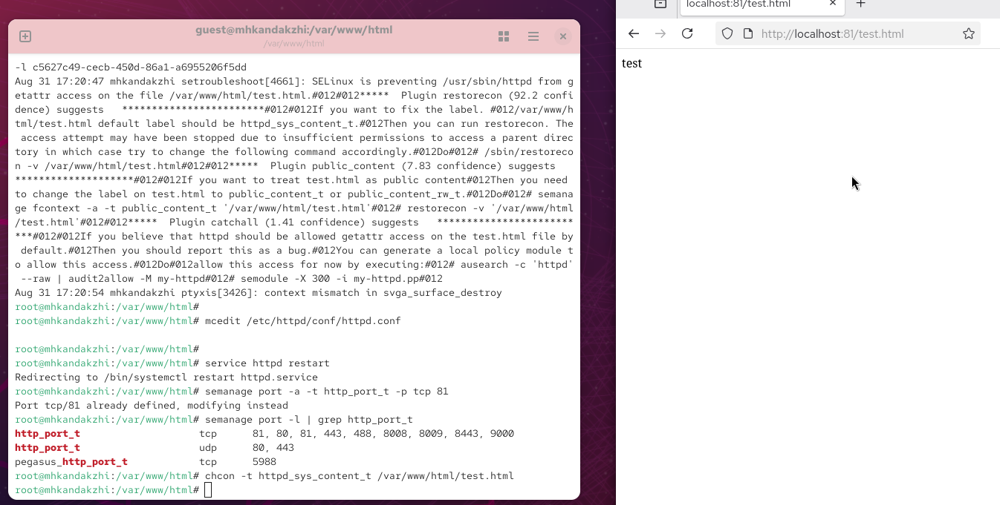 guest@mhkandakzhi:/var/www/html
/var/www/html
-l c5627c49-cecb-450d-86a1-a6955206f5dd
Aug 31 17:20:47 mhkandakzhi setroubleshoot[4661]: SELinux is preventing /usr/sbin/httpd from g
etattr access on the file /var/www/html/test.html.#012#012*****  Plugin restorecon (92.2 confi
dence) suggests   ************************#012#012If you want to fix the label. #012/var/www/h
tml/test.html default label should be httpd_sys_content_t.#012Then you can run restorecon. The
 access attempt may have been stopped due to insufficient permissions to access a parent direc
tory in which case try to change the following command accordingly.#012Do#012# /sbin/restoreco
n -v /var/www/html/test.html#012#012*****  Plugin public_content (7.83 confidence) suggests
********************#012#012If you want to treat test.html as public content#012Then you need
to change the label on test.html to public_content_t or public_content_rw_t.#012Do#012# semana
ge fcontext -a -t public_content_t '/var/www/html/test.html'#012# restorecon -v '/var/www/html
/test.html'#012#012*****  Plugin catchall (1.41 confidence) suggests   ***********************
***#012#012If you believe that httpd should be allowed getattr access on the test.html file by
 default.#012Then you should report this as a bug.#012You can generate a local policy module t
o allow this access.#012Do#012allow this access for now by executing:#012# ausearch -c 'httpd'
 --raw | audit2allow -M my-httpd#012# semodule -X 300 -i my-httpd.pp#012
Aug 31 17:20:54 mhkandakzhi ptyxis[3426]: context mismatch in svga_surface_destroy
root@mhkandakzhi:/var/www/html#
root@mhkandakzhi:/var/www/html# mcedit /etc/httpd/conf/httpd.conf
root@mhkandakzhi:/var/www/html#
root@mhkandakzhi:/var/www/html# service httpd restart
Redirecting to /bin/systemctl restart httpd.service
root@mhkandakzhi:/var/www/html# semanage port -a -t http_port_t -p tcp 81
Port tcp/81 already defined, modifying instead
root@mhkandakzhi:/var/www/html# semanage port -l | grep http_port_t
http_port_t                    tcp      81, 80, 81, 443, 488, 8008, 8009, 8443, 9000
http_port_t                    udp      80, 443
pegasus_http_port_t            tcp      5988
root@mhkandakzhi:/var/www/html# chcon -t httpd_sys_content_t /var/www/html/test.html
root@mhkandakzhi:/var/www/html#
localhost:81/test.html
http://localhost:81/test.html
test